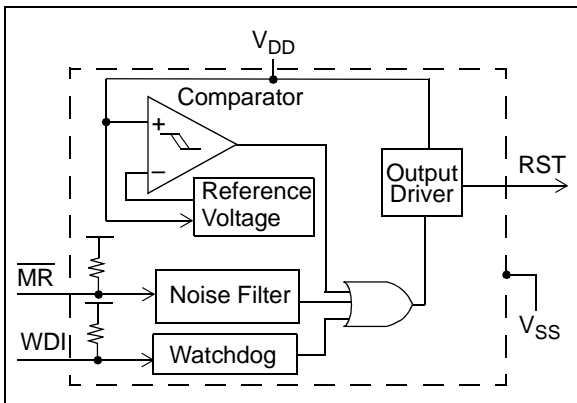 VDD
Comparator
+
−
Reference
Voltage
Output
Driver
RST
MR
Noise Filter
WDI
Watchdog
VSS